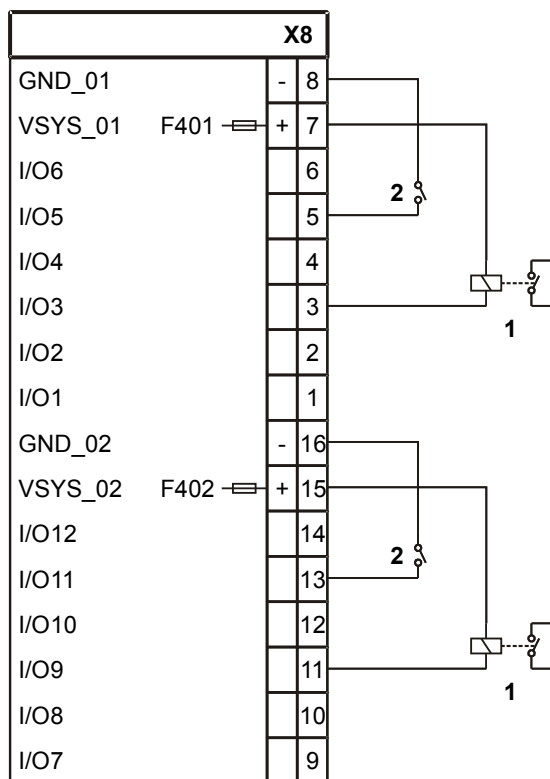 X8
GND_01 - 8
VSYS_01 F401 + 7
I/O6 6
2
I/O5 5
I/O4 4
I/O3 3
1
I/O2 2
I/O1 1
GND_02 - 16
VSYS_02 F402 + 15
I/O12 14
2
I/O11 13
I/O10 12
I/O9 11
1
I/O8 10
I/O7 9